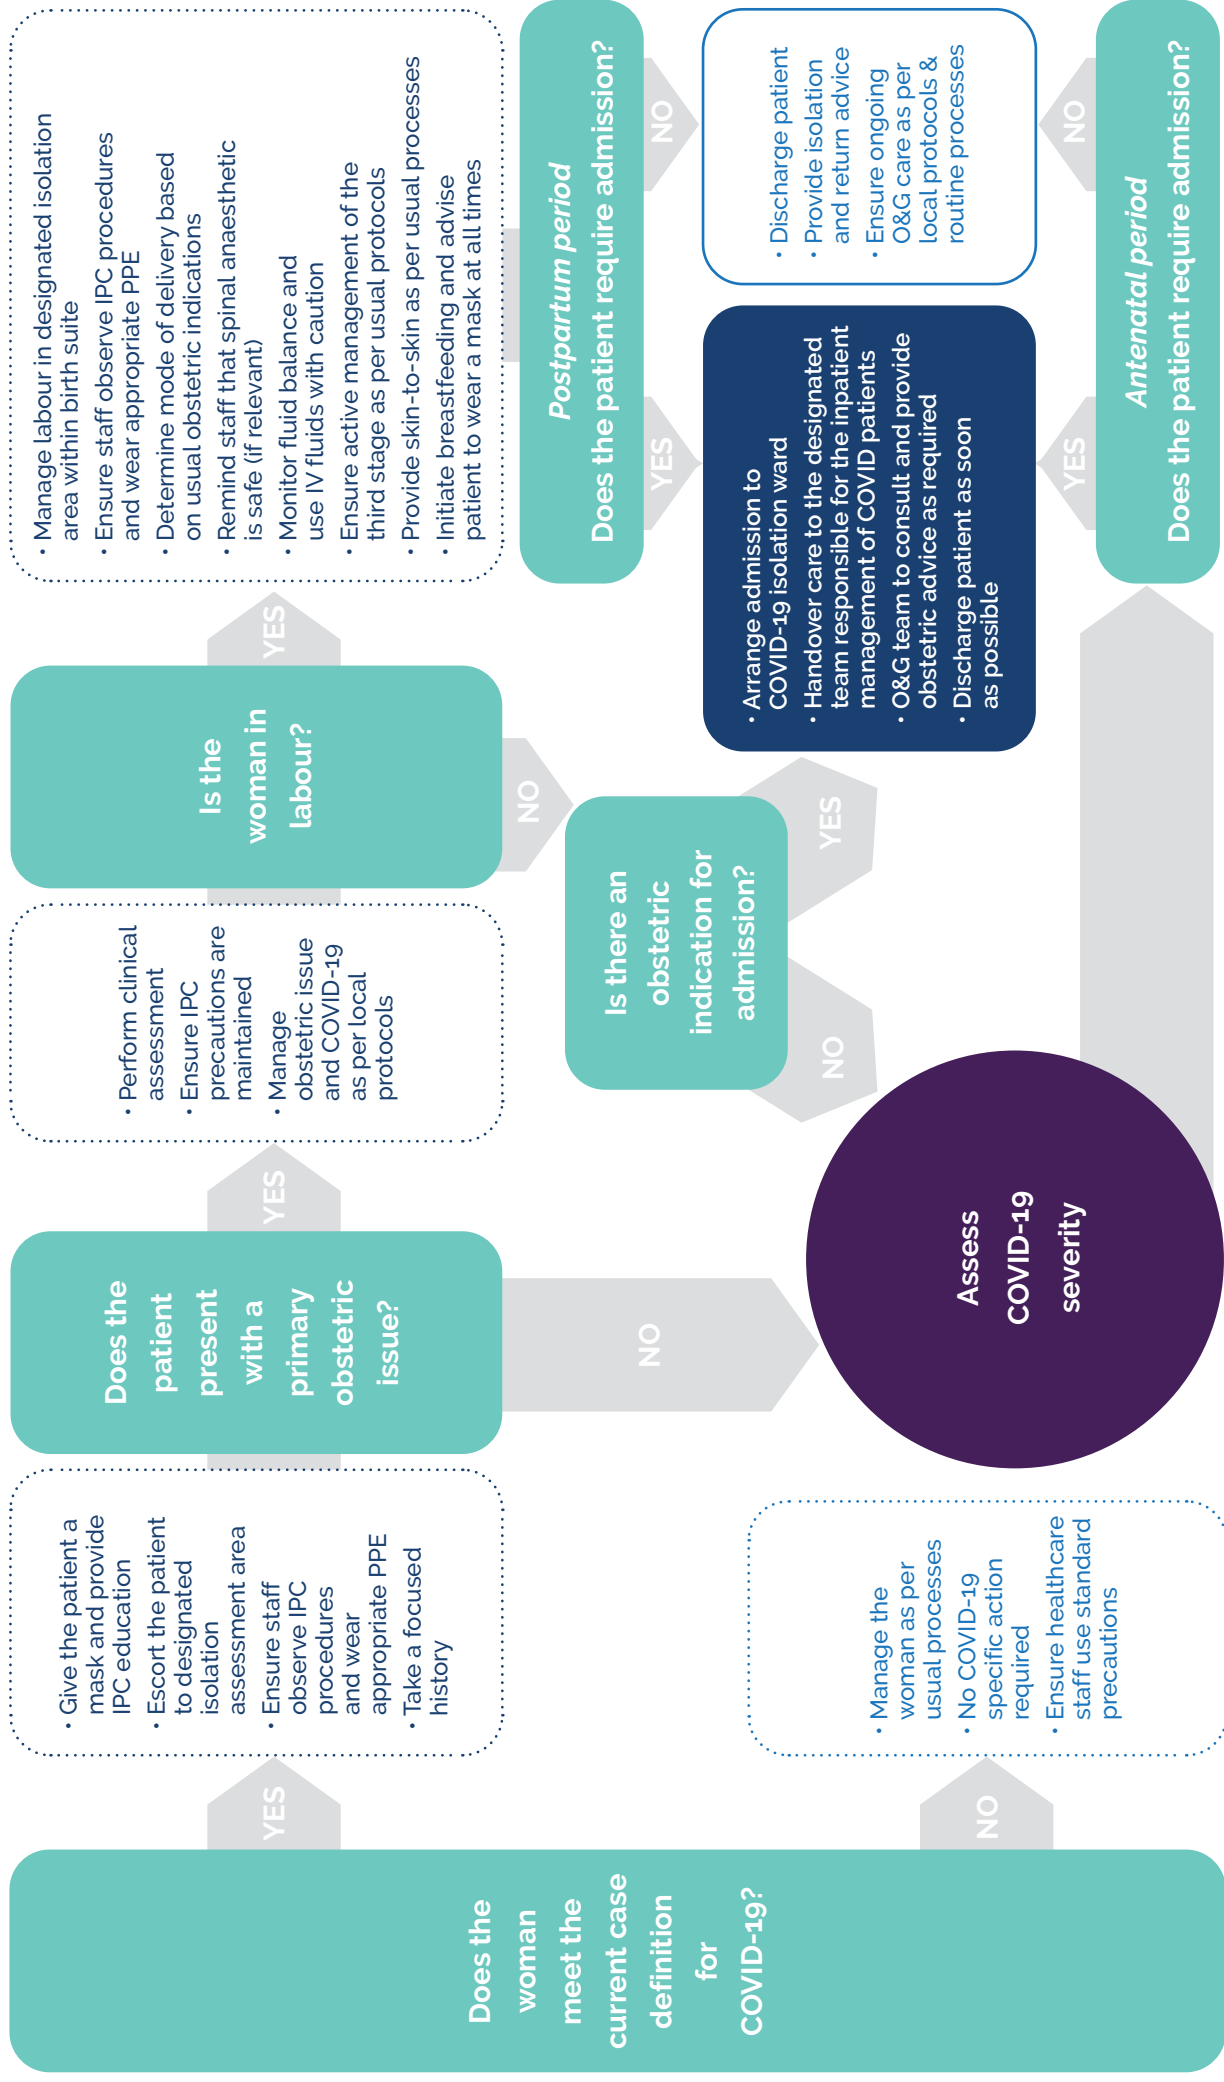 Does the
woman
meet the
current case
definition
for
COVID-19?
YES
• Give the patient a
mask and provide
IPC education
• Escort the patient
to designated
isolation
assessment area
• Ensure staff
observe IPC
procedures
and wear
appropriate PPE
• Take a focused
history
Does the
patient
present
with a
primary
obstetric
issue?
YES
• Perform clinical
assessment
• Ensure IPC
precautions are
maintained
• Manage
obstetric issue
and COVID-19
as per local
protocols
Is the
woman in
labour?
YES
• Manage labour in designated isolation
area within birth suite
• Ensure staff observe IPC procedures
and wear appropriate PPE
• Determine mode of delivery based
on usual obstetric indications
• Remind staff that spinal anaesthetic
is safe (if relevant)
• Monitor fluid balance and
use IV fluids with caution
• Ensure active management of the
third stage as per usual protocols
• Provide skin-to-skin as per usual processes
• Initiate breastfeeding and advise
patient to wear a mask at all times
NO
Is there an
obstetric
indication for
admission?
NO
YES
Postpartum period
Does the patient require admission?
YES
NO
• Arrange admission to
COVID-19 isolation ward
• Handover care to the designated
team responsible for the inpatient
management of COVID patients
• O&G team to consult and provide
obstetric advice as required
• Discharge patient as soon
as possible
• Discharge patient
• Provide isolation
and return advice
• Ensure ongoing
O&G care as per
local protocols &
routine processes
YES
NO
Antenatal period
Does the patient require admission?
NO
Assess
COVID-19
severity
NO
• Manage the
woman as per
usual processes
• No COVID-19
specific action
required
• Ensure healthcare
staff use standard
precautions